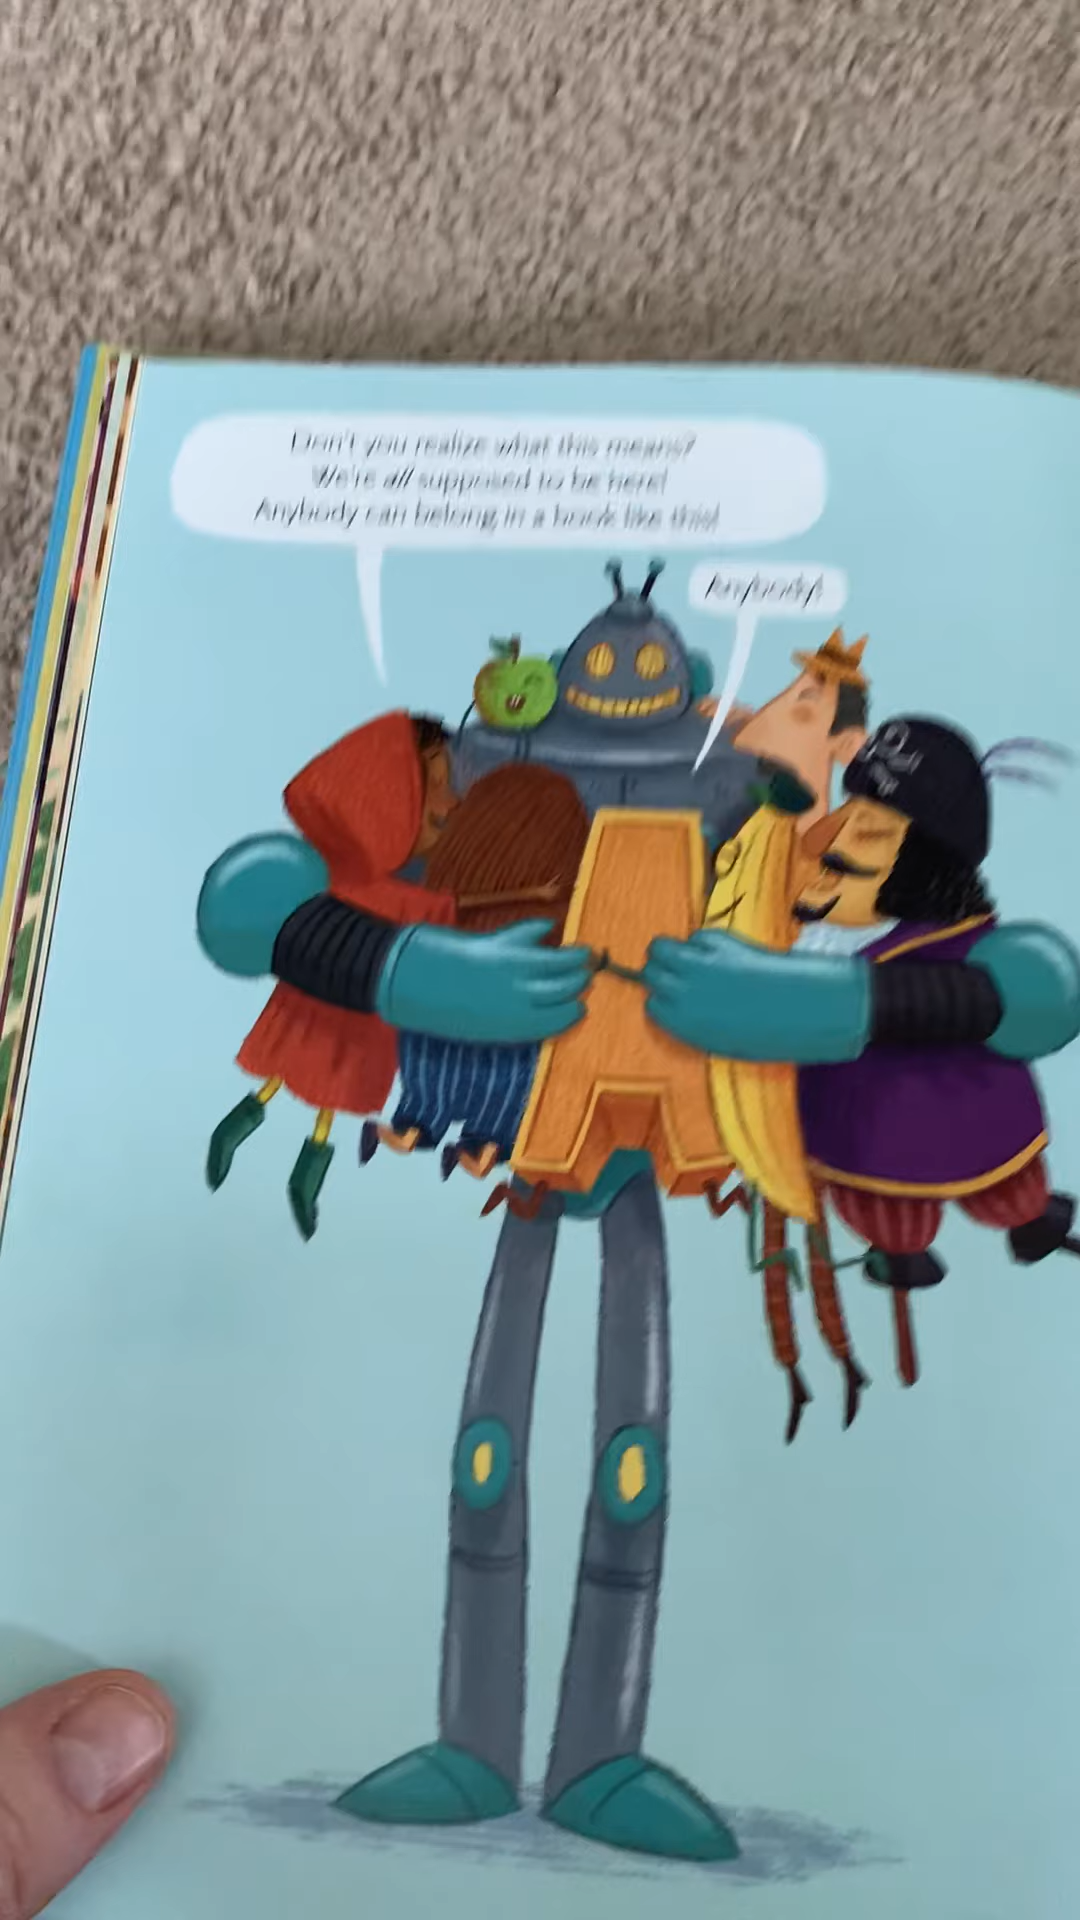 Don't you realize what this means?
We're all supposed to be here!
Anybody can belong in a book like this!
Anybody?